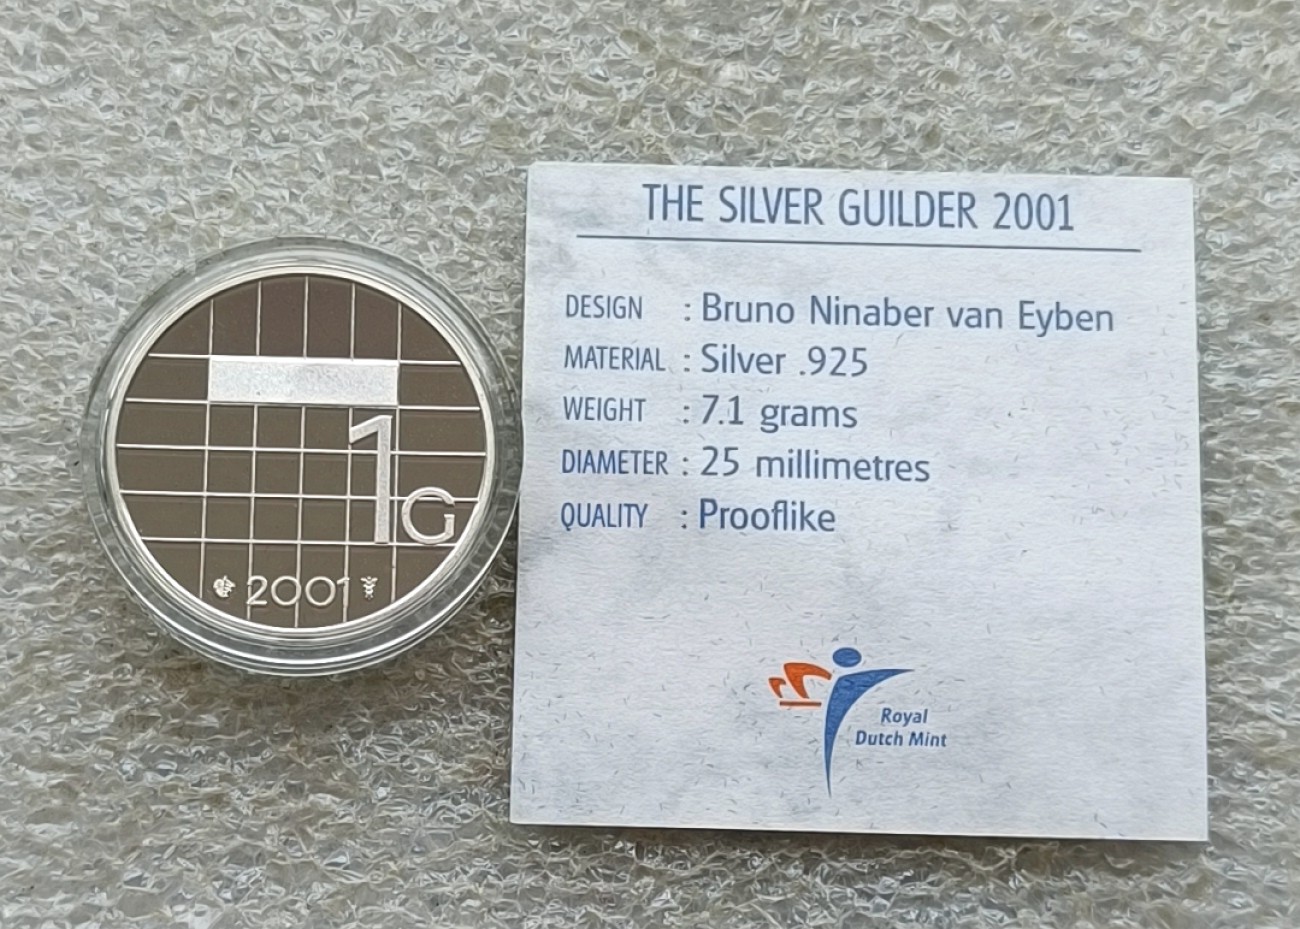 THE SILVER GUILDER 2001
DESIGN : Bruno Ninaber van Eyben
MATERIAL : Silver .925
WEIGHT : 7.1 grams
DIAMETER : 25 millimetres
QUALITY : Prooflike
Royal
Dutch Mint
1G
2001